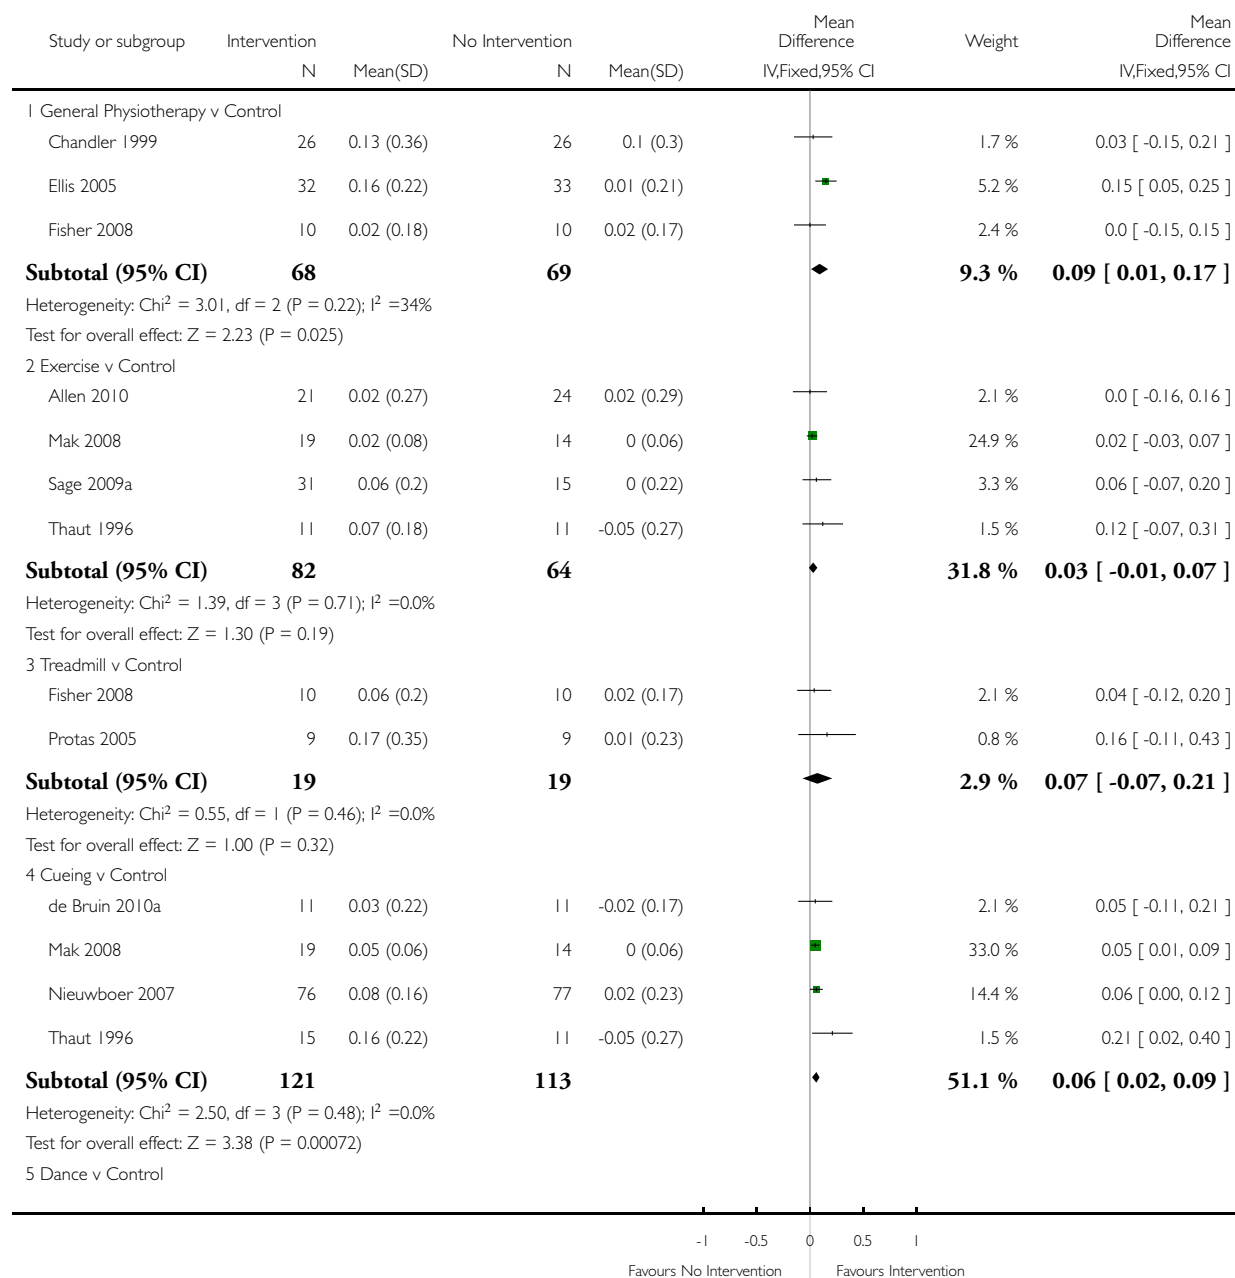 Mean Mean
Study or subgroup Intervention No Intervention Difference Weight Difference
N Mean(SD) N Mean(SD) IV,Fixed,95% CI IV,Fixed,95% CI
1 General Physiotherapy v Control
Chandler 1999 26 0.13 (0.36) 26 0.1 (0.3) 1.7 % 0.03 [ -0.15, 0.21 ]
Ellis 2005 32 0.16 (0.22) 33 0.01 (0.21) 5.2 % 0.15 [ 0.05, 0.25 ]
Fisher 2008 10 0.02 (0.18) 10 0.02 (0.17) 2.4 % 0.0 [ -0.15, 0.15 ]
Subtotal (95% CI) 68 69 9.3 % 0.09 [ 0.01, 0.17 ]
Heterogeneity: Chi² = 3.01, df = 2 (P = 0.22); I² =34%
Test for overall effect: Z = 2.23 (P = 0.025)
2 Exercise v Control
Allen 2010 21 0.02 (0.27) 24 0.02 (0.29) 2.1 % 0.0 [ -0.16, 0.16 ]
Mak 2008 19 0.02 (0.08) 14 0 (0.06) 24.9 % 0.02 [ -0.03, 0.07 ]
Sage 2009a 31 0.06 (0.2) 15 0 (0.22) 3.3 % 0.06 [ -0.07, 0.20 ]
Thaut 1996 11 0.07 (0.18) 11 -0.05 (0.27) 1.5 % 0.12 [ -0.07, 0.31 ]
Subtotal (95% CI) 82 64 31.8 % 0.03 [ -0.01, 0.07 ]
Heterogeneity: Chi² = 1.39, df = 3 (P = 0.71); I² =0.0%
Test for overall effect: Z = 1.30 (P = 0.19)
3 Treadmill v Control
Fisher 2008 10 0.06 (0.2) 10 0.02 (0.17) 2.1 % 0.04 [ -0.12, 0.20 ]
Protas 2005 9 0.17 (0.35) 9 0.01 (0.23) 0.8 % 0.16 [ -0.11, 0.43 ]
Subtotal (95% CI) 19 19 2.9 % 0.07 [ -0.07, 0.21 ]
Heterogeneity: Chi² = 0.55, df = 1 (P = 0.46); I² =0.0%
Test for overall effect: Z = 1.00 (P = 0.32)
4 Cueing v Control
de Bruin 2010a 11 0.03 (0.22) 11 -0.02 (0.17) 2.1 % 0.05 [ -0.11, 0.21 ]
Mak 2008 19 0.05 (0.06) 14 0 (0.06) 33.0 % 0.05 [ 0.01, 0.09 ]
Nieuwboer 2007 76 0.08 (0.16) 77 0.02 (0.23) 14.4 % 0.06 [ 0.00, 0.12 ]
Thaut 1996 15 0.16 (0.22) 11 -0.05 (0.27) 1.5 % 0.21 [ 0.02, 0.40 ]
Subtotal (95% CI) 121 113 51.1 % 0.06 [ 0.02, 0.09 ]
Heterogeneity: Chi² = 2.50, df = 3 (P = 0.48); I² =0.0%
Test for overall effect: Z = 3.38 (P = 0.00072)
5 Dance v Control
-1 -0.5 0 0.5 1
Favours No Intervention Favours Intervention